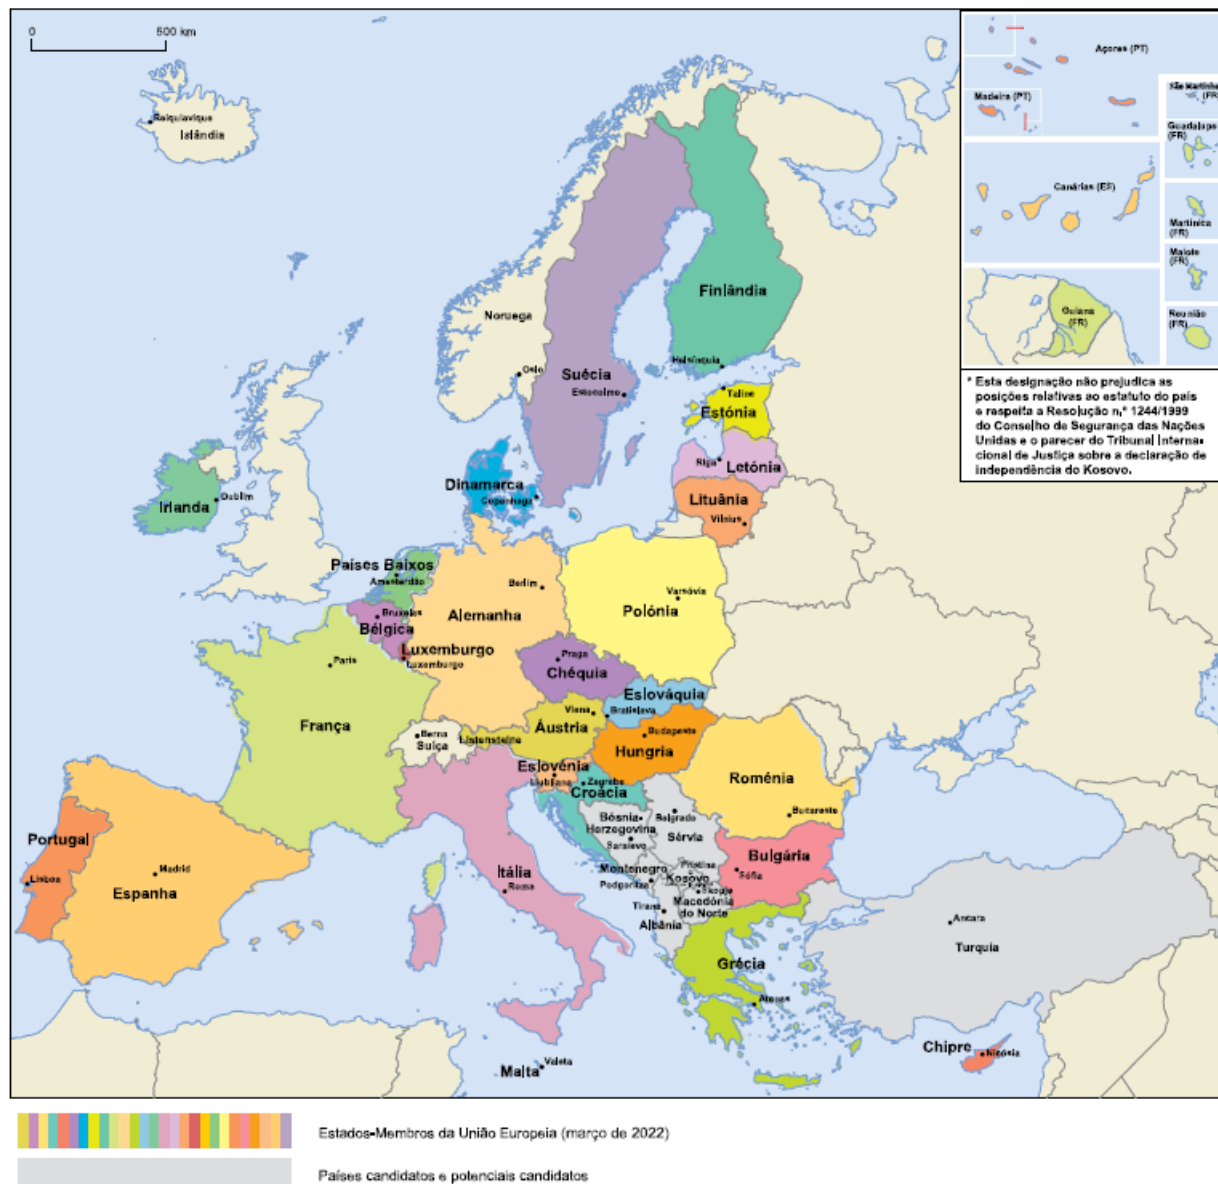 0
500 km
Açores (PT)
Madeira (PT)
São Martinho
(FR)
Guadalupe
(FR)
Canárias (ES)
Martinica
(FR)
Maiote
(FR)
Guiana
(FR)
Reunião
(FR)
* Esta designação não prejudica as
posições relativas ao estatuto do país
e respeita a Resolução n.º 1244/1999
do Conselho de Segurança das Nações
Unidas e o parecer do Tribunal Interna-
cional de Justiça sobre a declaração de
independência do Kosovo.
Reiquiavique
Islândia
Finlândia
Noruega
Helsínquia
Oslo
Suécia
Estocolmo
Taline
Estónia
Riga
Letónia
Dinamarca
Copenhaga
Lituânia
Vilnius
Irlanda
Dublim
Países Baixos
Amesterdão
Berlim
Varsóvia
Polónia
Bruxelas
Bélgica
Alemanha
Luxemburgo
Luxemburgo
Paris
Praga
Chéquia
Eslováquia
Bratislava
França
Viena
Áustria
Berna
Suíça
Listenstaine
Budapeste
Hungria
Eslovénia
Liubliana
Zagrebe
Croácia
Roménia
Bucareste
Bósnia-
Herzegovina
Saraievo
Belgrado
Sérvia
Portugal
Lisboa
Madrid
Espanha
Itália
Roma
Montenegro
Podgoritza
Pristina
Kosovo
Bulgária
Sófia
Skopje
Macedónia
do Norte
Tirana
Albânia
Ancara
Turquia
Grécia
Atenas
Chipre
Nicósia
Malta
Valeta
Estados-Membros da União Europeia (março de 2022)
Países candidatos e potenciais candidatos